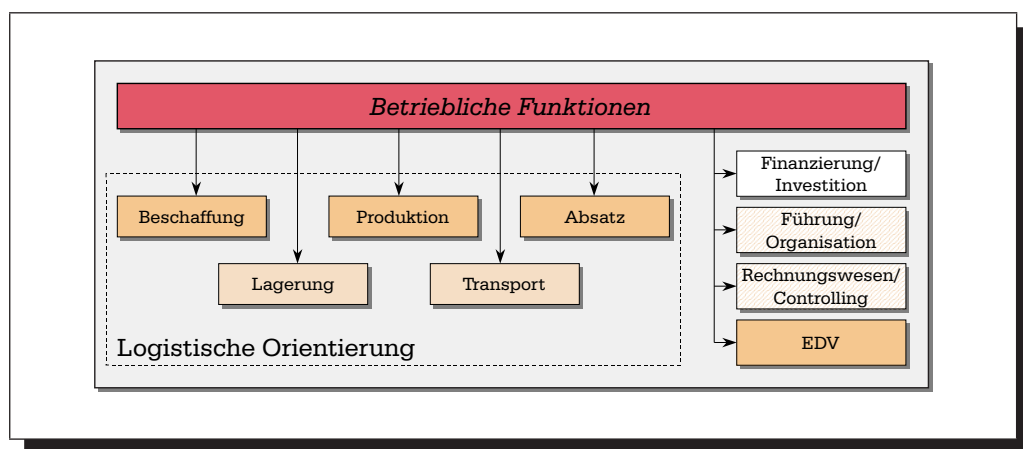 Betriebliche Funktionen
Beschaffung
Produktion
Absatz
Lagerung
Transport
Logistische Orientierung
Finanzierung/
Investition
Führung/
Organisation
Rechnungswesen/
Controlling
EDV